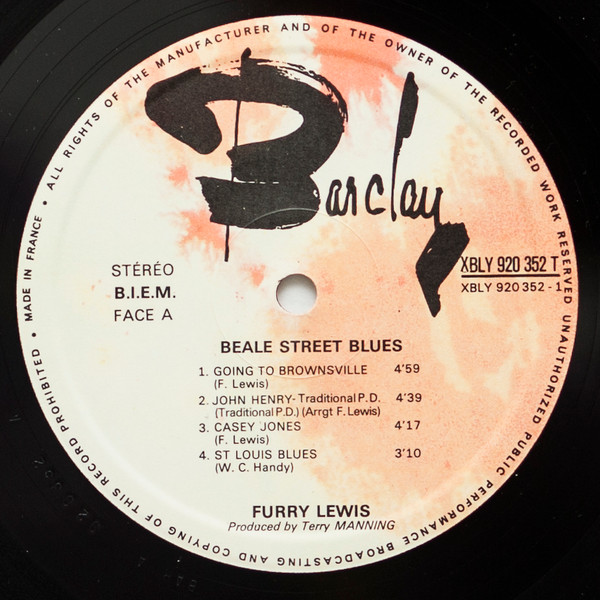 • ALL RIGHTS OF THE MANUFACTURER AND OF THE OWNER OF THE RECORDED WORK RESERVED UNAUTHORIZED PUBLIC PERFORMANCE BROADCASTING AND COPYING OF THIS RECORD PROHIBITED • MADE IN FRANCE
Barclay
STÉRÉO
B.I.E.M.
FACE A
XBLY 920 352 T
XBLY 920 352 - 1
BEALE STREET BLUES
1. GOING TO BROWNSVILLE 4'59
(F. Lewis)
2. JOHN HENRY - Traditional P.D. 4'39
(Traditional P.D.) (Arrgt F. Lewis)
3. CASEY JONES 4'17
(F. Lewis)
4. ST LOUIS BLUES 3'10
(W. C. Handy)
FURRY LEWIS
Produced by Terry MANNING